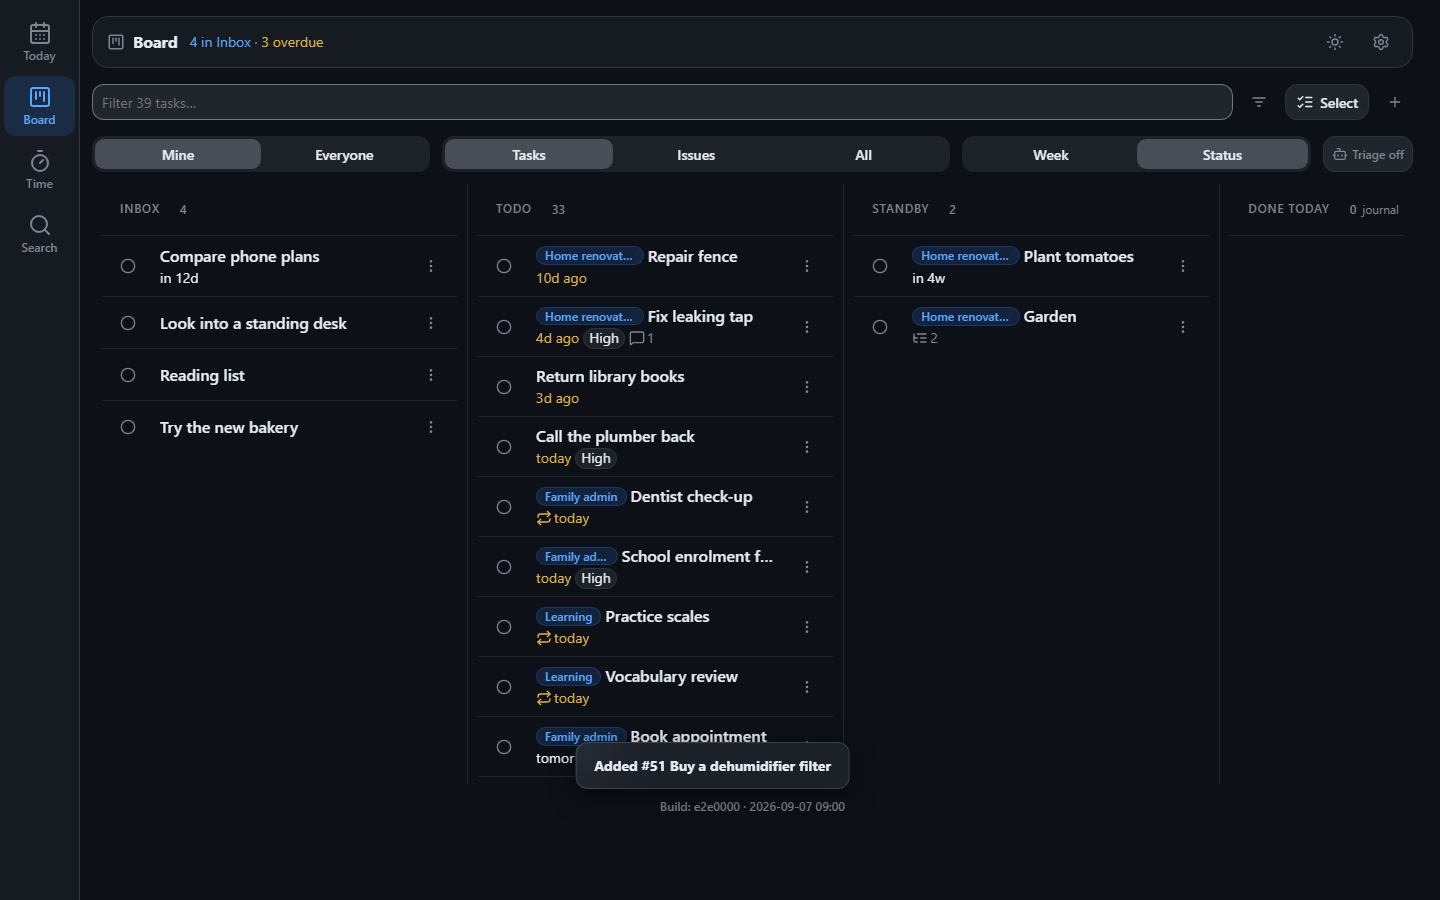 Today
Board
Time
Search
Board 4 in Inbox · 3 overdue
Filter 39 tasks...
Select
Mine Everyone
Tasks Issues All
Week Status
Triage off
INBOX 4
Compare phone plans
in 12d
Look into a standing desk
Reading list
Try the new bakery
TODO 33
Home renovat... Repair fence
10d ago
Home renovat... Fix leaking tap
4d ago High 1
Return library books
3d ago
Call the plumber back
today High
Family admin Dentist check-up
today
Family ad... School enrolment f...
today High
Learning Practice scales
today
Learning Vocabulary review
today
Family admin Book appointment
tomor
STANDBY 2
Home renovat... Plant tomatoes
in 4w
Home renovat... Garden
2
DONE TODAY 0 journal
Added #51 Buy a dehumidifier filter
Build: e2e0000 · 2026-09-07 09:00